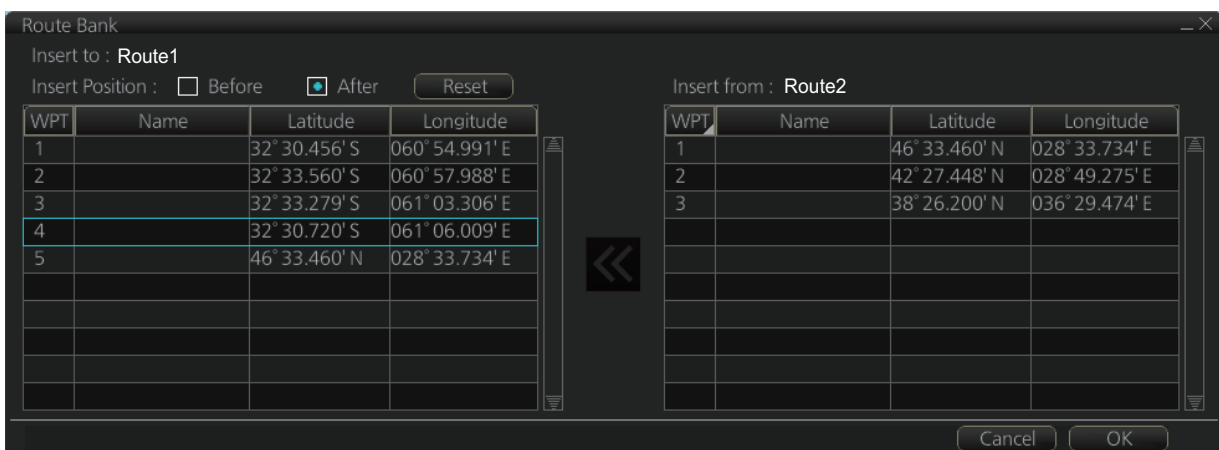 Route Bank
Insert to : Route1
Insert Position : Before After Reset
Insert from : Route2
WPT Name Latitude Longitude
1 32° 30.456' S 060° 54.991' E
2 32° 33.560' S 060° 57.988' E
3 32° 33.279' S 061° 03.306' E
4 32° 30.720' S 061° 06.009' E
5 46° 33.460' N 028° 33.734' E
WPT Name Latitude Longitude
1 46° 33.460' N 028° 33.734' E
2 42° 27.448' N 028° 49.275' E
3 38° 26.200' N 036° 29.474' E
Cancel OK